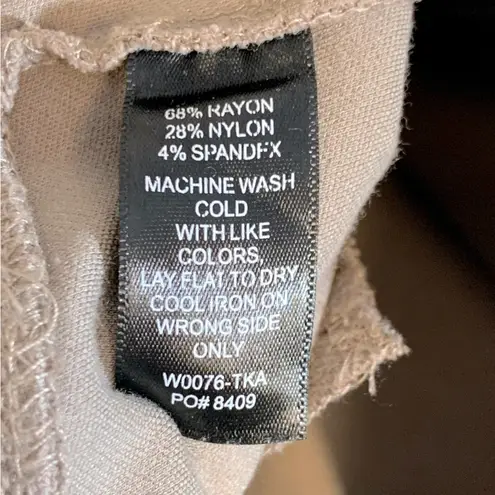 68% RAYON
28% NYLON
4% SPANDEX
MACHINE WASH
COLD
WITH LIKE
COLORS,
LAY FLAT TO DRY
COOL IRON ON
WRONG SIDE
ONLY
W0076-TKA
PO# 8409